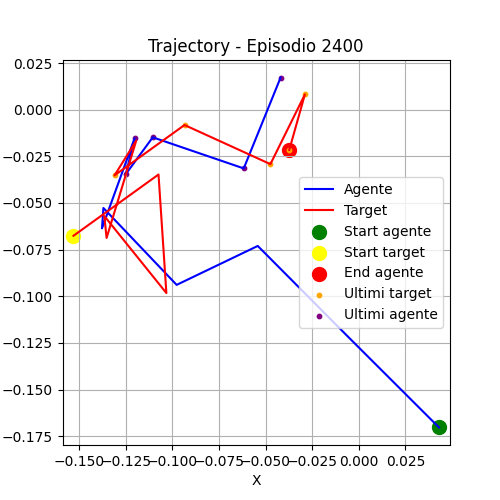 Trajectory - Episodio 2400
0.025
0.000
−0.025
−0.050
−0.075
−0.100
−0.125
−0.150
−0.175
Agente
Target
Start agente
Start target
End agente
Ultimi target
Ultimi agente
−0.150−0.125−0.100−0.075−0.050−0.025 0.000 0.025
X